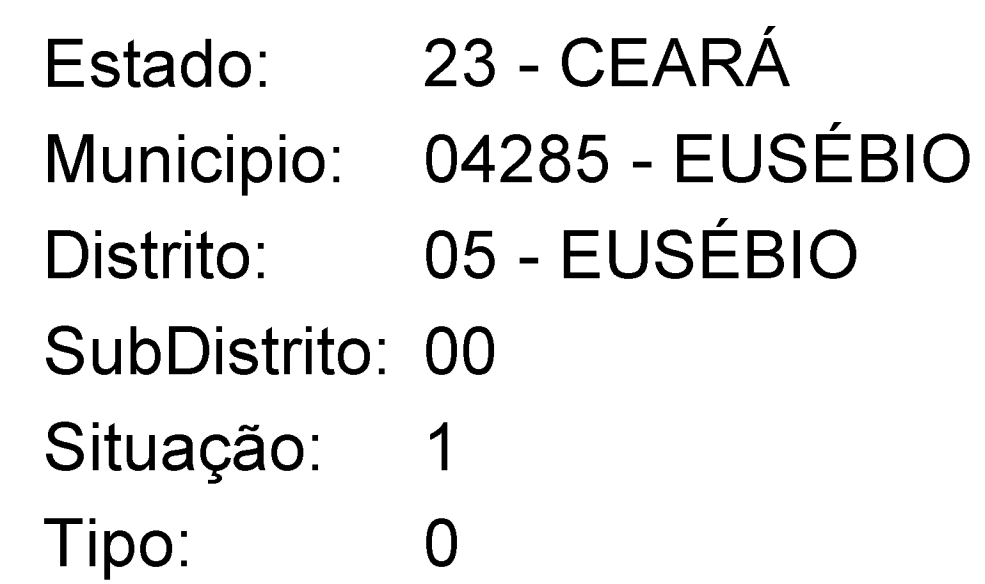 Estado: 23 - CEARÁ
Municipio: 04285 - EUSÉBIO
Distrito: 05 - EUSÉBIO
SubDistrito: 00
Situação: 1
Tipo: 0